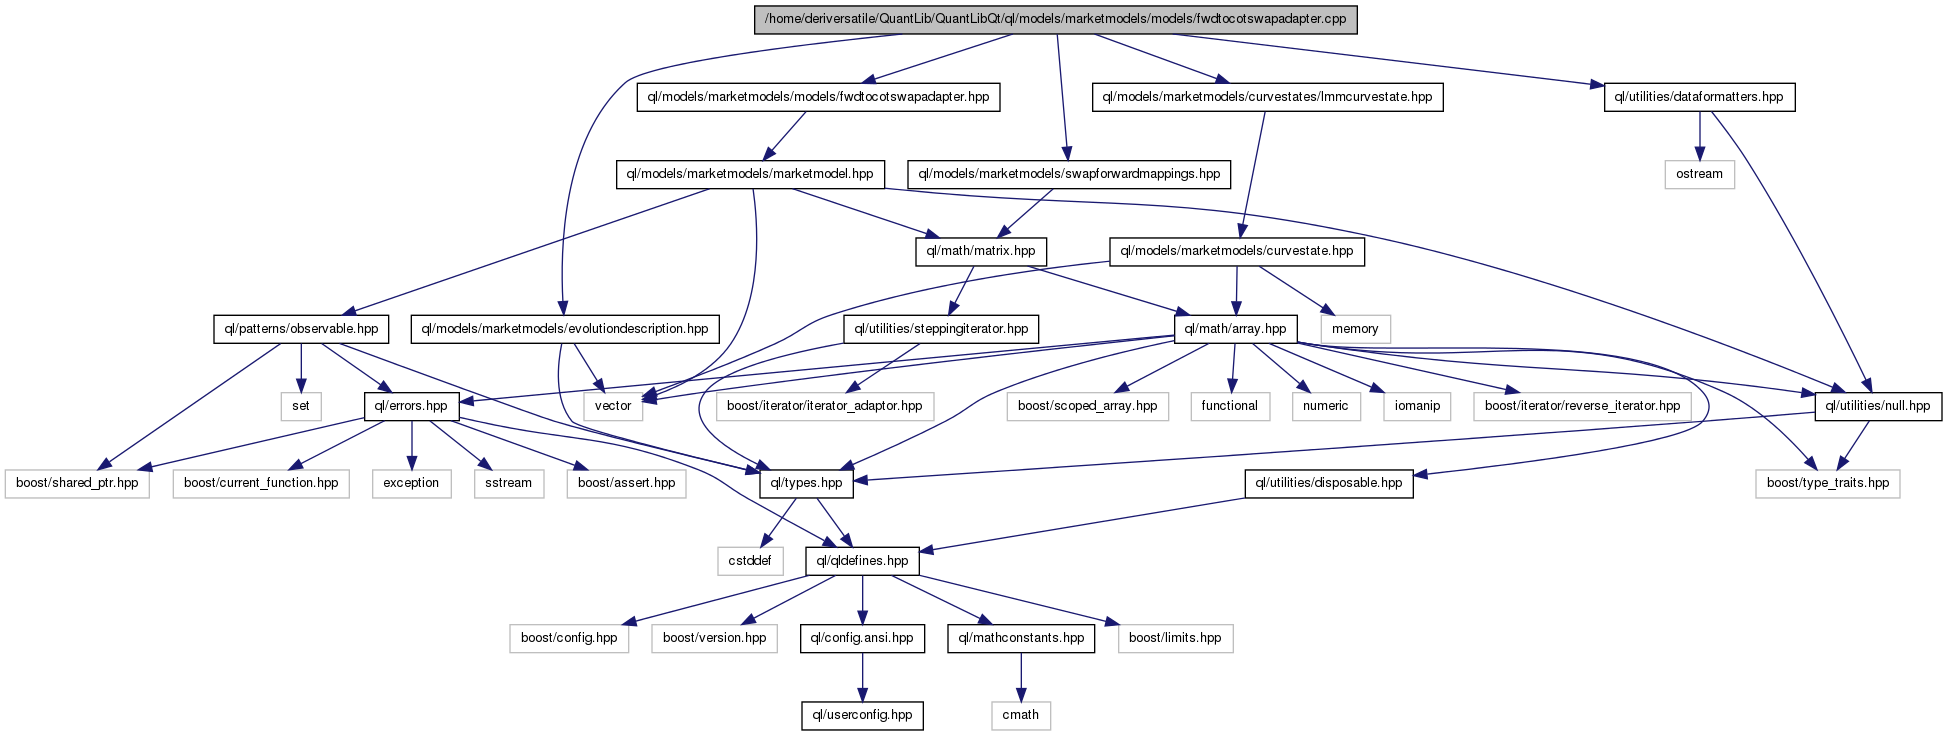 /home/deriversatile/QuantLib/QuantLibQt/ql/models/marketmodels/models/fwdtocotswapadapter.cpp
ql/models/marketmodels/models/fwdtocotswapadapter.hpp
ql/models/marketmodels/curvestates/lmmcurvestate.hpp
ql/utilities/dataformatters.hpp
ql/models/marketmodels/marketmodel.hpp
ql/models/marketmodels/swapforwardmappings.hpp
ostream
ql/math/matrix.hpp
ql/models/marketmodels/curvestate.hpp
ql/patterns/observable.hpp
ql/models/marketmodels/evolutiondescription.hpp
ql/utilities/steppingiterator.hpp
ql/math/array.hpp
memory
set
ql/errors.hpp
vector
boost/iterator/iterator_adaptor.hpp
boost/scoped_array.hpp
functional
numeric
iomanip
boost/iterator/reverse_iterator.hpp
ql/utilities/null.hpp
boost/shared_ptr.hpp
boost/current_function.hpp
exception
sstream
boost/assert.hpp
ql/types.hpp
ql/utilities/disposable.hpp
boost/type_traits.hpp
cstddef
ql/qldefines.hpp
boost/config.hpp
boost/version.hpp
ql/config.ansi.hpp
ql/mathconstants.hpp
boost/limits.hpp
ql/userconfig.hpp
cmath